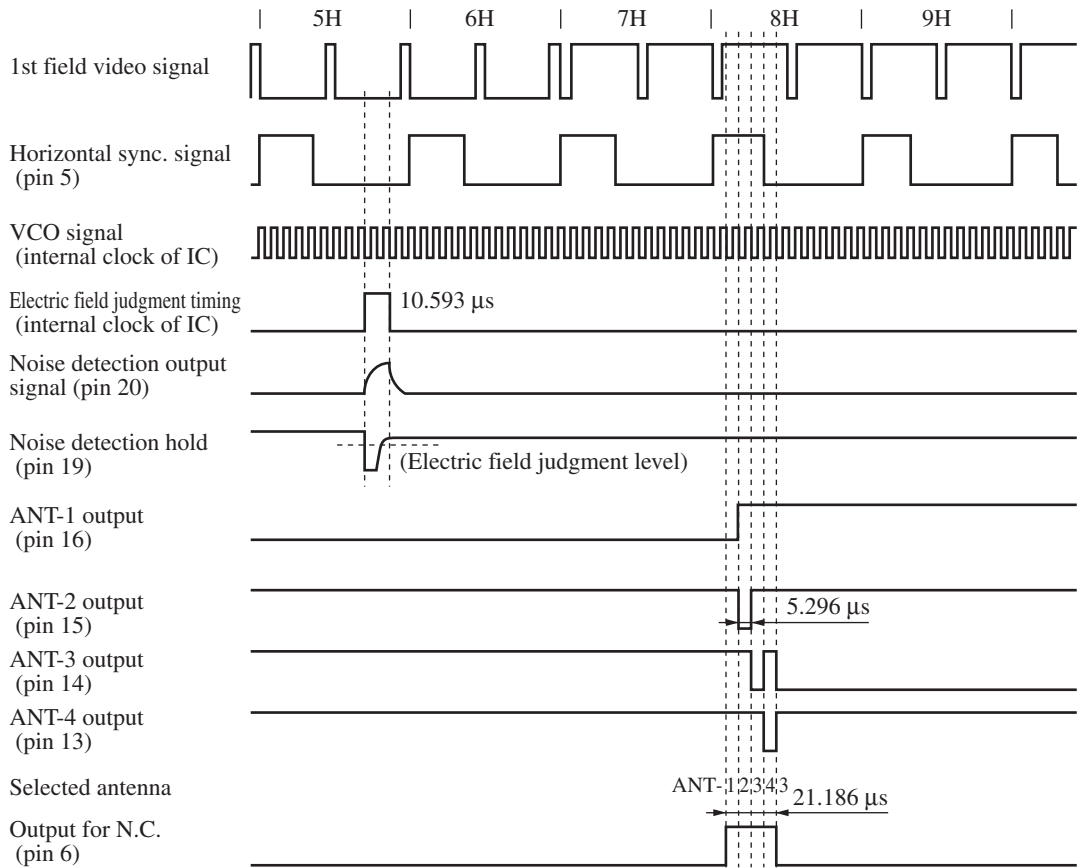 | 5H | 6H | 7H | 8H | 9H |
1st field video signal
Horizontal sync. signal
(pin 5)
VCO signal
(internal clock of IC)
Electric field judgment timing
(internal clock of IC)
10.593 µs
Noise detection output
signal (pin 20)
Noise detection hold
(pin 19)
(Electric field judgment level)
ANT-1 output
(pin 16)
ANT-2 output
(pin 15)
5.296 µs
ANT-3 output
(pin 14)
ANT-4 output
(pin 13)
Selected antenna
ANT- 1 2 3 4 3
21.186 µs
Output for N.C.
(pin 6)